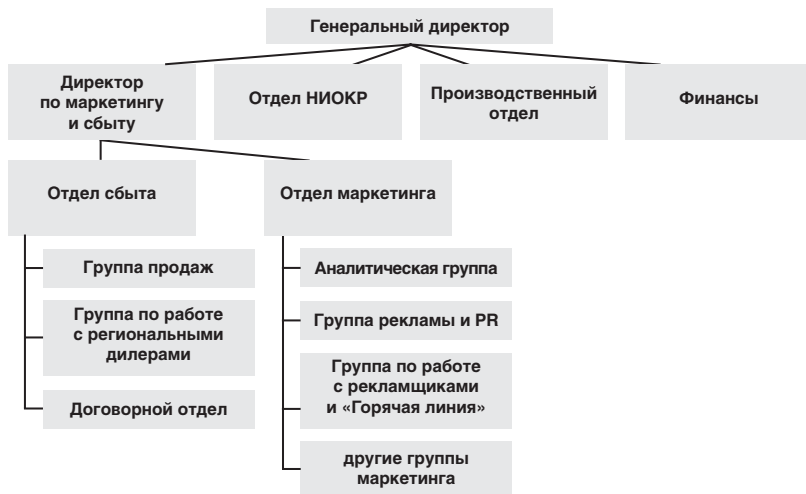 Генеральный директор
Директор
по маркетингу
и сбыту
Отдел НИОКР
Производственный
отдел
Финансы
Отдел сбыта
Отдел маркетинга
Группа продаж
Группа по работе
с региональными
дилерами
Договорной отдел
Аналитическая группа
Группа рекламы и PR
Группа по работе
с рекламщиками
и «Горячая линия»
другие группы
маркетинга